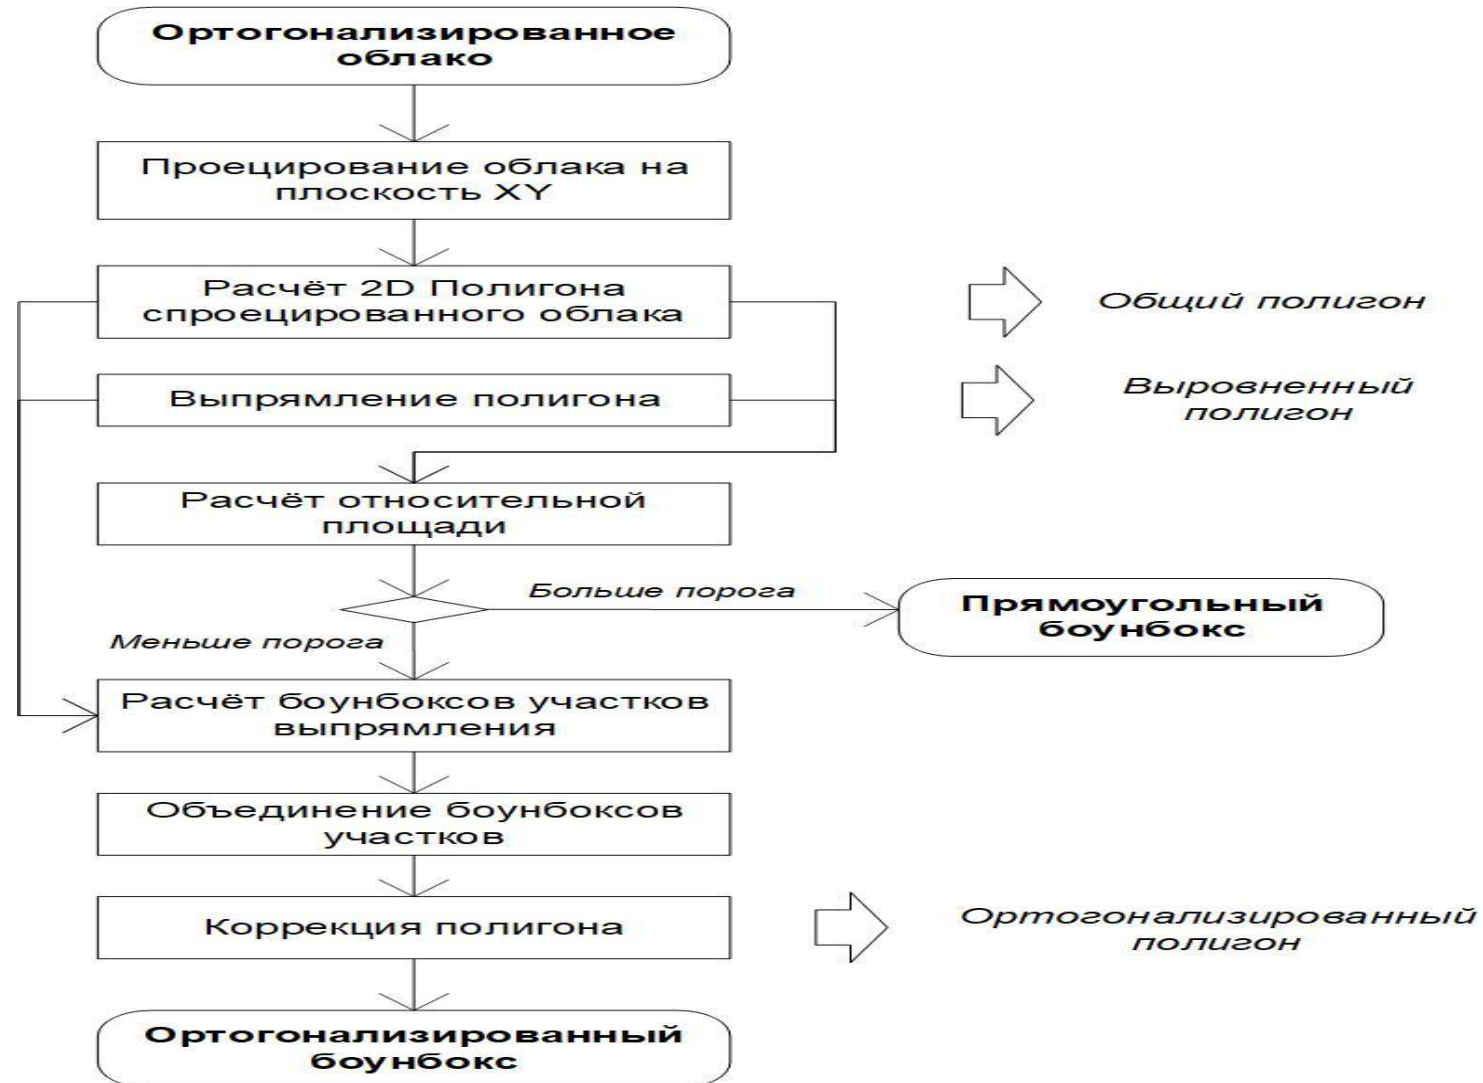 Ортогонализированное
облако
Проецирование облака на
плоскость XY
Расчёт 2D Полигона
спроецированного облака
Общий полигон
Выпрямление полигона
Выровненный
полигон
Расчёт относительной
площади
Больше порога
Прямоугольный
боунбокс
Меньше порога
Расчёт боунбоксов участков
выпрямления
Объединение боунбоксов
участков
Коррекция полигона
Ортогонализированный
полигон
Ортогонализированный
боунбокс